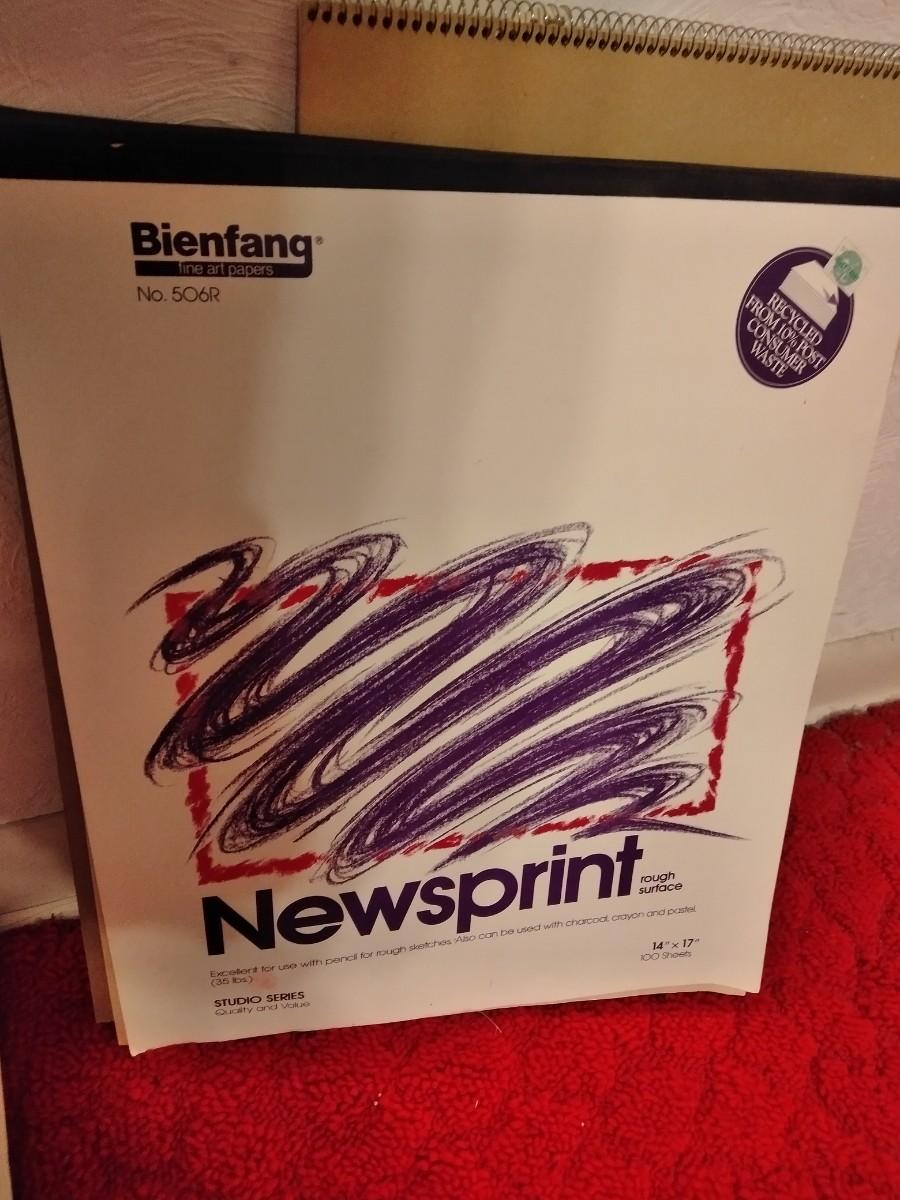 Bienfang®
fine art papers
No. 506R
RECYCLED
FROM 10% POST
CONSUMER
WASTE
Newsprint
rough
surface
Excellent for use with pencil for rough sketches. Also can be used with charcoal, crayon and pastel.
(35 lbs.)
14" x 17"
100 Sheets
STUDIO SERIES
Quality and Value